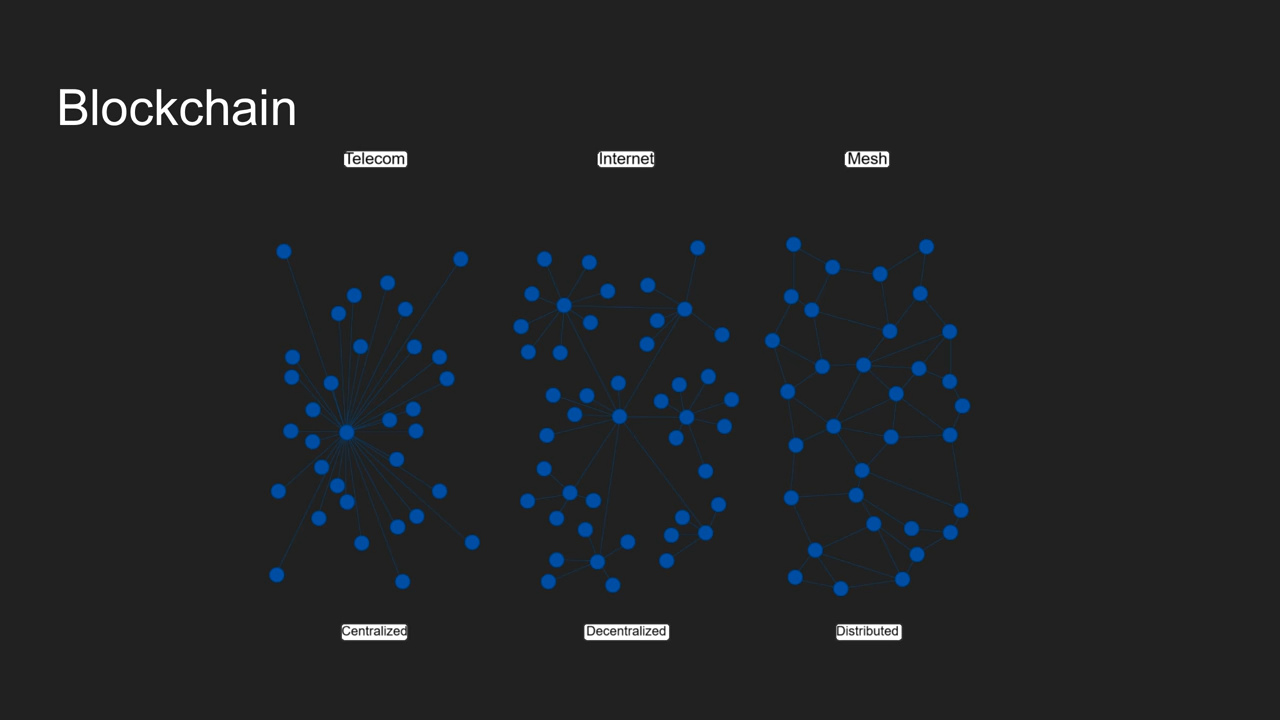 Blockchain
Telecom
Internet
Mesh
Centralized
Decentralized
Distributed